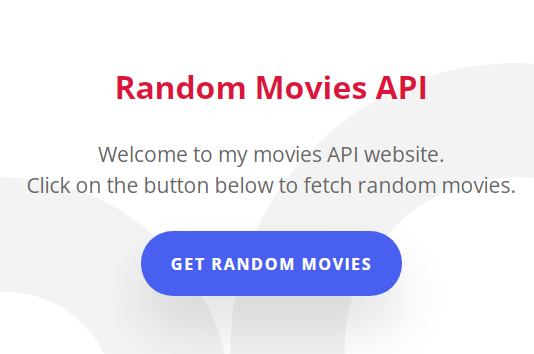 Random Movies API
Welcome to my movies API website.
Click on the button below to fetch random movies.
GET RANDOM MOVIES